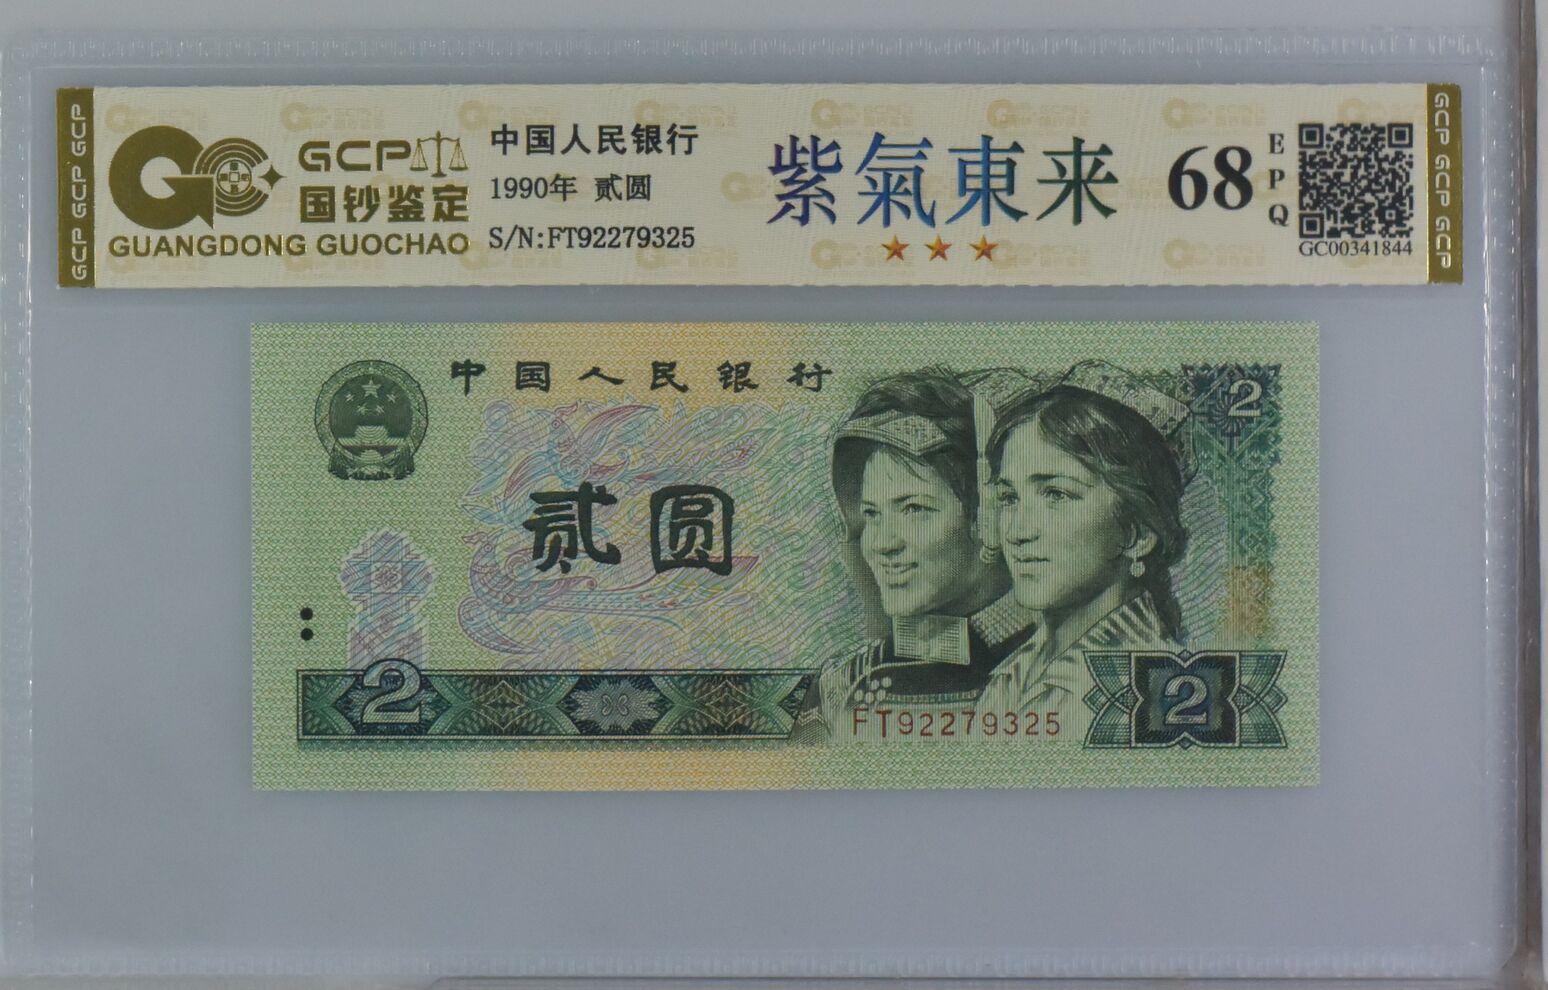 GCP GCP GCP
GCP
国钞鉴定
GUANGDONG GUOCHAO
中国人民银行
1990年 贰圆
S/N:FT92279325
紫氣東来
68
EPQ
GC00341844
GCP GCP GCP
中国人民银行
2
贰圆
2
FT92279325
2